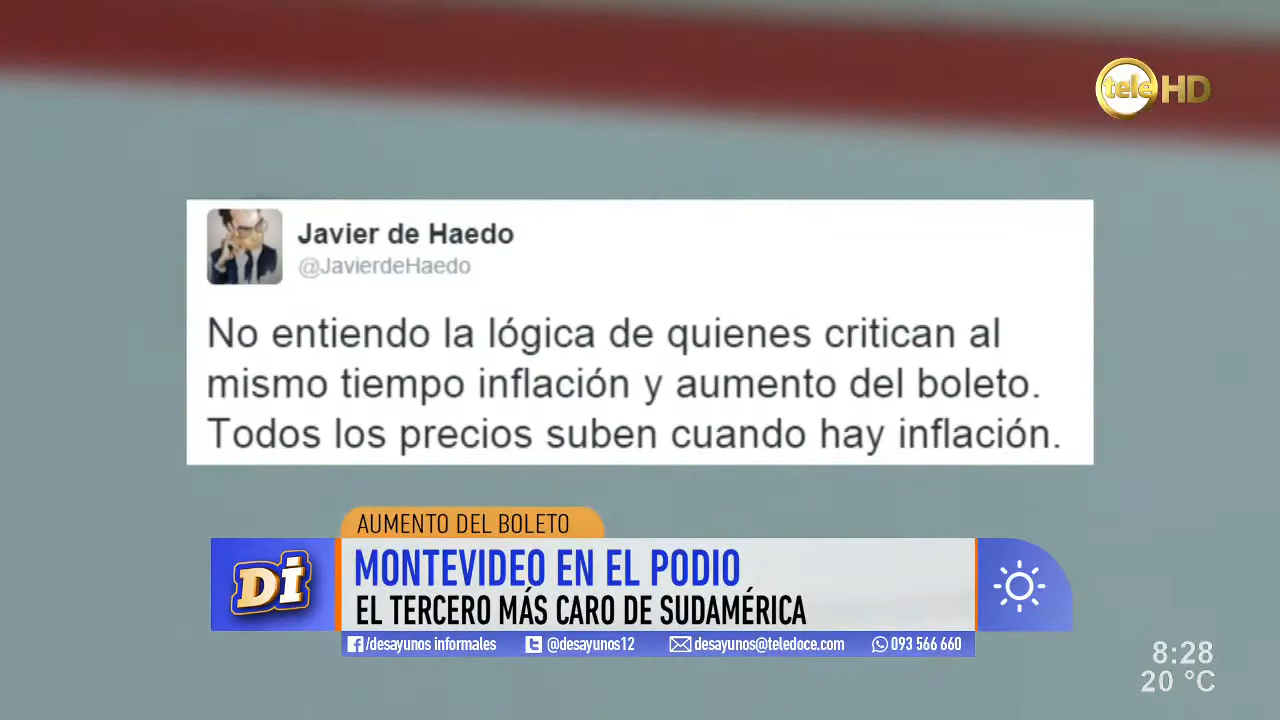 tele HD
Javier de Haedo
@JavierdeHaedo
No entiendo la lógica de quienes critican al
mismo tiempo inflación y aumento del boleto.
Todos los precios suben cuando hay inflación.
AUMENTO DEL BOLETO
Di
MONTEVIDEO EN EL PODIO
EL TERCERO MÁS CARO DE SUDAMÉRICA
/desayunos informales @desayunos12 desayunos@teledoce.com 093 566 660
8:28
20 °C